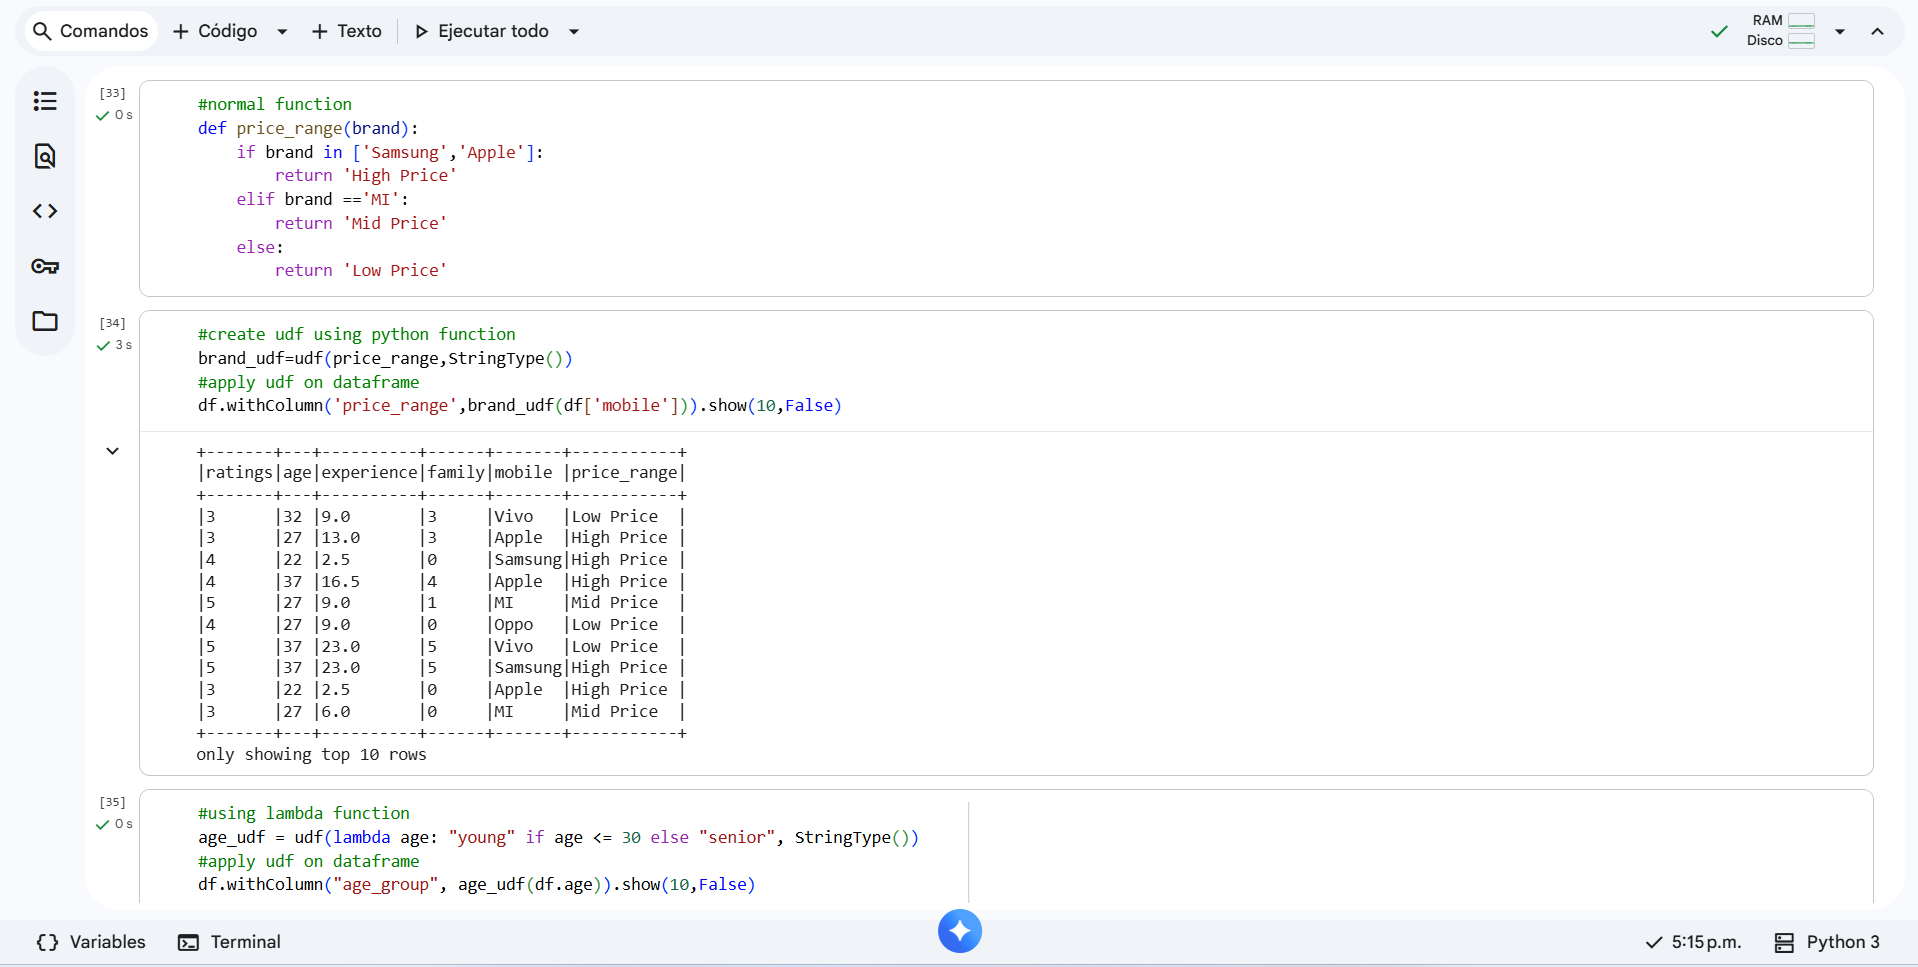 Comandos + Código + Texto Ejecutar todo RAM
Disco
[33]
0 s
#normal function
def price_range(brand):
    if brand in ['Samsung','Apple']:
        return 'High Price'
    elif brand =='MI':
        return 'Mid Price'
    else:
        return 'Low Price'
[34]
3 s
#create udf using python function
brand_udf=udf(price_range,StringType())
#apply udf on dataframe
df.withColumn('price_range',brand_udf(df['mobile'])).show(10,False)
+-------+---+----------+------+-------+-----------+
|ratings|age|experience|family|mobile |price_range|
+-------+---+----------+------+-------+-----------+
|3      |32 |9.0       |3     |Vivo   |Low Price  |
|3      |27 |13.0      |3     |Apple  |High Price |
|4      |22 |2.5       |0     |Samsung|High Price |
|4      |37 |16.5      |4     |Apple  |High Price |
|5      |27 |9.0       |1     |MI     |Mid Price  |
|4      |27 |9.0       |0     |Oppo   |Low Price  |
|5      |37 |23.0      |5     |Vivo   |Low Price  |
|5      |37 |23.0      |5     |Samsung|High Price |
|3      |22 |2.5       |0     |Apple  |High Price |
|3      |27 |6.0       |0     |MI     |Mid Price  |
+-------+---+----------+------+-------+-----------+
only showing top 10 rows
[35]
0 s
#using lambda function
age_udf = udf(lambda age: "young" if age <= 30 else "senior", StringType())
#apply udf on dataframe
df.withColumn("age_group", age_udf(df.age)).show(10,False)
Variables Terminal 5:15 p.m. Python 3